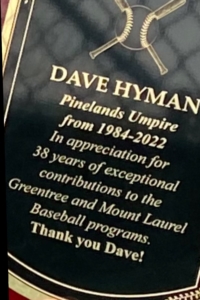 DAVE HYMAN
Pinelands Umpire
from 1984-2022
In appreciation for
38 years of exceptional
contributions to the
Greentree and Mount Laurel
Baseball programs.
Thank you Dave!